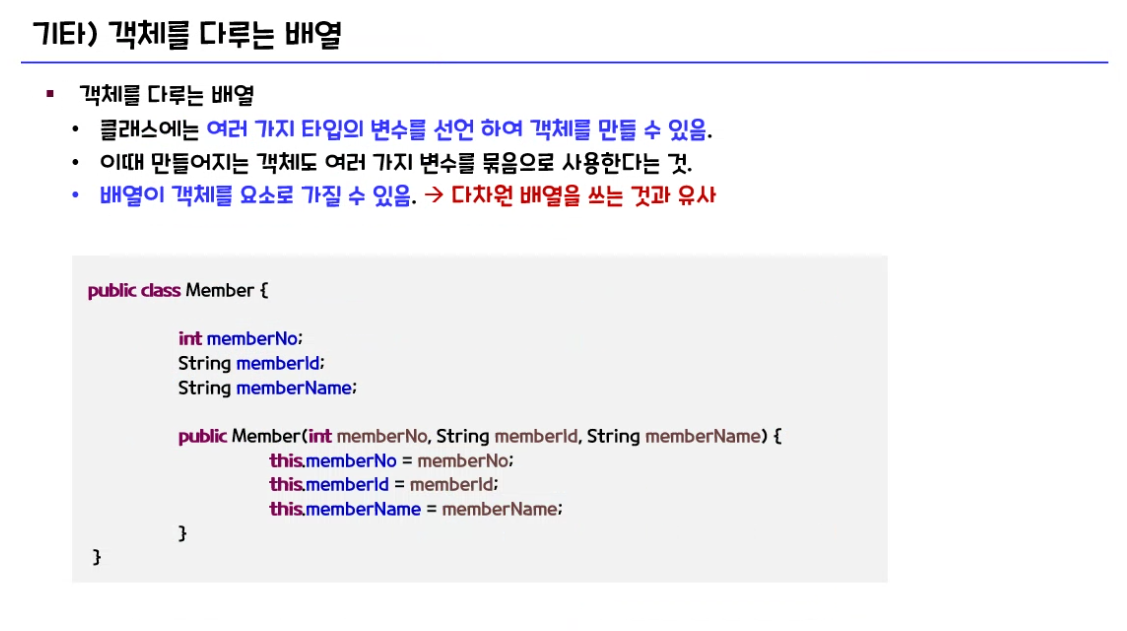 기타) 객체를 다루는 배열
▪ 객체를 다루는 배열
• 클래스에는 여러 가지 타입의 변수를 선언 하여 객체를 만들 수 있음.
• 이때 만들어지는 객체도 여러 가지 변수를 묶음으로 사용한다는 것.
• 배열이 객체를 요소로 가질 수 있음. → 다차원 배열을 쓰는 것과 유사
public class Member {
int memberNo;
String memberId;
String memberName;
public Member(int memberNo, String memberId, String memberName) {
this.memberNo = memberNo;
this.memberId = memberId;
this.memberName = memberName;
}
}